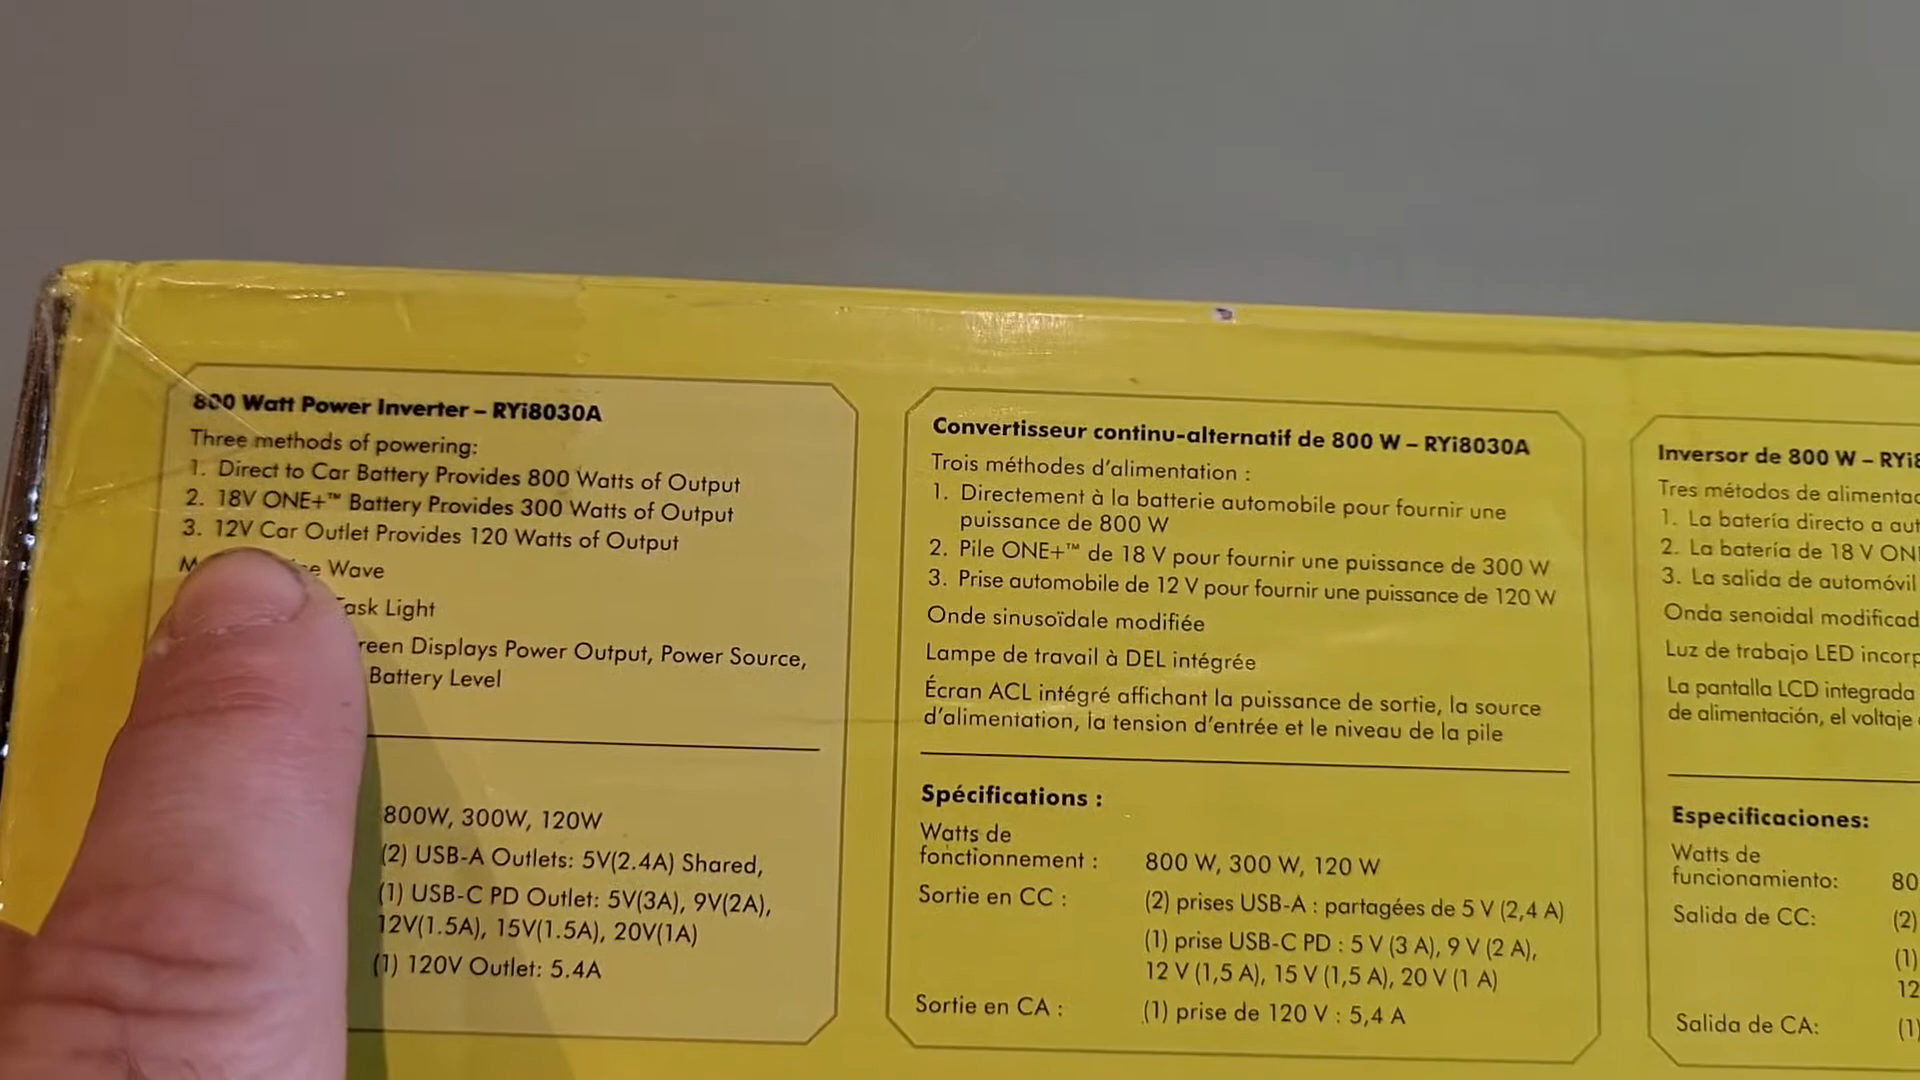 800 Watt Power Inverter – RYi8030A
Three methods of powering:
1. Direct to Car Battery Provides 800 Watts of Output
2. 18V ONE+™ Battery Provides 300 Watts of Output
3. 12V Car Outlet Provides 120 Watts of Output
Wave
Task Light
Displays Power Output, Power Source,
Battery Level
800W, 300W, 120W
(2) USB-A Outlets: 5V(2.4A) Shared,
(1) USB-C PD Outlet: 5V(3A), 9V(2A),
12V(1.5A), 15V(1.5A), 20V(1A)
(1) 120V Outlet: 5.4A
Convertisseur continu-alternatif de 800 W – RYi8030A
Trois méthodes d'alimentation :
1. Directement à la batterie automobile pour fournir une
puissance de 800 W
2. Pile ONE+™ de 18 V pour fournir une puissance de 300 W
3. Prise automobile de 12 V pour fournir une puissance de 120 W
Onde sinusoïdale modifiée
Lampe de travail à DEL intégrée
Écran ACL intégré affichant la puissance de sortie, la source
d'alimentation, la tension d'entrée et le niveau de la pile
Spécifications :
Watts de
fonctionnement : 800 W, 300 W, 120 W
Sortie en CC : (2) prises USB-A : partagées de 5 V (2,4 A)
(1) prise USB-C PD : 5 V (3 A), 9 V (2 A),
12 V (1,5 A), 15 V (1,5 A), 20 V (1 A)
Sortie en CA : (1) prise de 120 V : 5,4 A
Inversor de 800 W –
Tres métodos de
1. La batería directo a
2. La batería de 18 V
3. La salida de automóvil
Onda senoidal
Luz de trabajo LED
La pantalla LCD integrada
de alimentación, el voltaje
Especificaciones:
Watts de
funcionamiento:
Salida de CC: (2)
(1)
12
Salida de CA: (1)